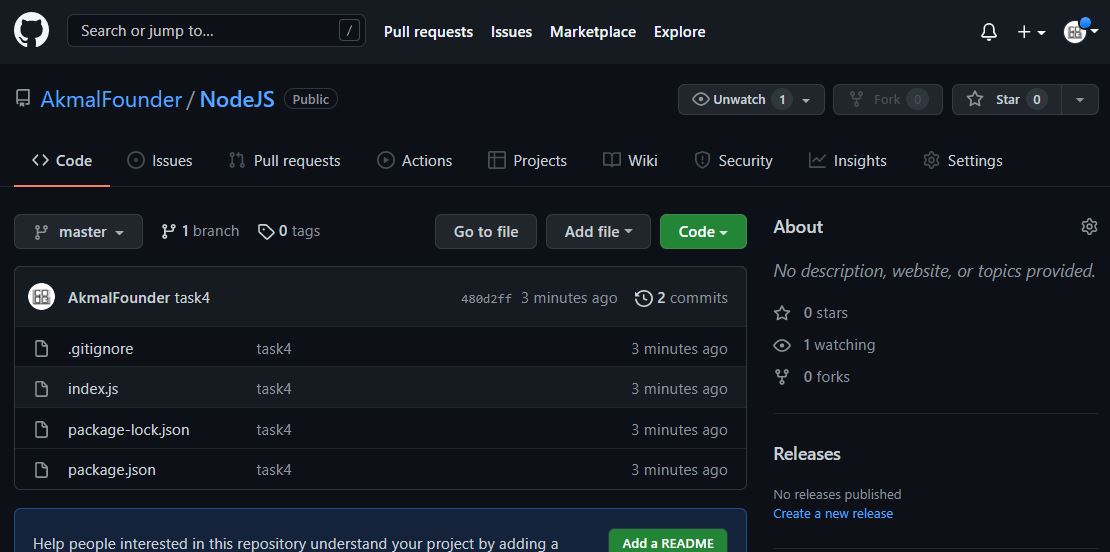 Search or jump to... /
Pull requests Issues Marketplace Explore
AkmalFounder / NodeJS Public
Unwatch 1 Fork 0 Star 0
Code Issues Pull requests Actions Projects Wiki Security Insights Settings
master 1 branch 0 tags Go to file Add file Code
AkmalFounder task4 480d2ff 3 minutes ago 2 commits
.gitignore task4 3 minutes ago
index.js task4 3 minutes ago
package-lock.json task4 3 minutes ago
package.json task4 3 minutes ago
Help people interested in this repository understand your project by adding a
Add a README
About
No description, website, or topics provided.
0 stars
1 watching
0 forks
Releases
No releases published
Create a new release